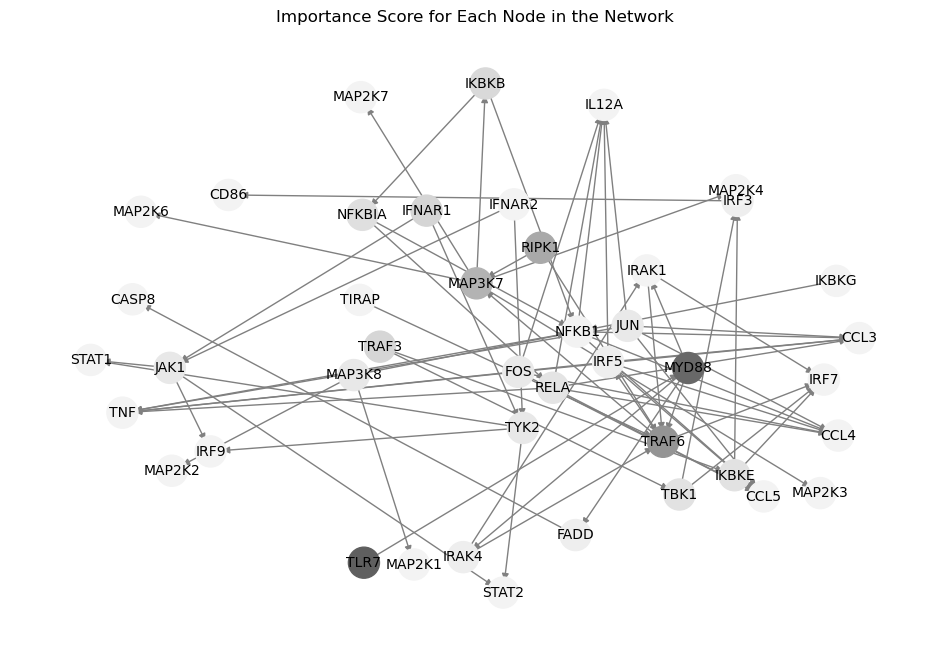 Importance Score for Each Node in the Network
IKBKB
MAP2K7
IL12A
MAP2K4
CD86
IRF3
IFNAR2
MAP2K6
NFKBIA
IFNAR1
RIPK1
IRAK1
IKBKG
MAP3K7
CASP8
TIRAP
JUN
NFKB1
CCL3
TRAF3
STAT1
IRF5
JAK1
MYD88
FOS
MAP3K8
IRF7
RELA
TNF
TYK2
CCL4
TRAF6
IRF9
MAP2K2
IKBKE
TBK1
CCL5
MAP2K3
FADD
IRAK4
TLR7
MAP2K1
STAT2